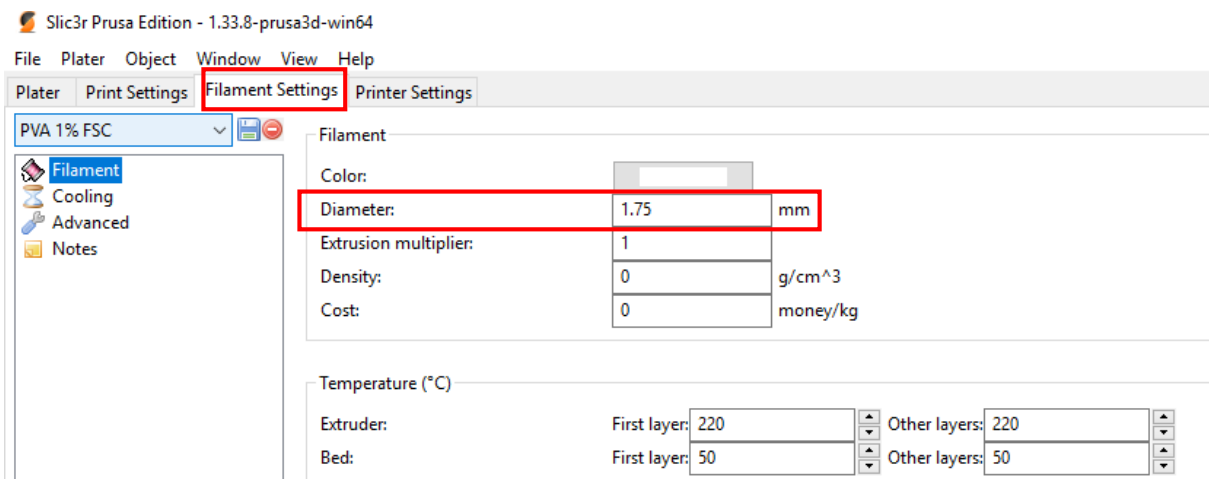 Slic3r Prusa Edition - 1.33.8-prusa3d-win64
File Plater Object Window View Help
Plater Print Settings Filament Settings Printer Settings
PVA 1% FSC
Filament
Cooling
Advanced
Notes
Filament
Color:
Diameter: 1.75 mm
Extrusion multiplier: 1
Density: 0 g/cm^3
Cost: 0 money/kg
Temperature (°C)
Extruder: First layer: 220 Other layers: 220
Bed: First layer: 50 Other layers: 50